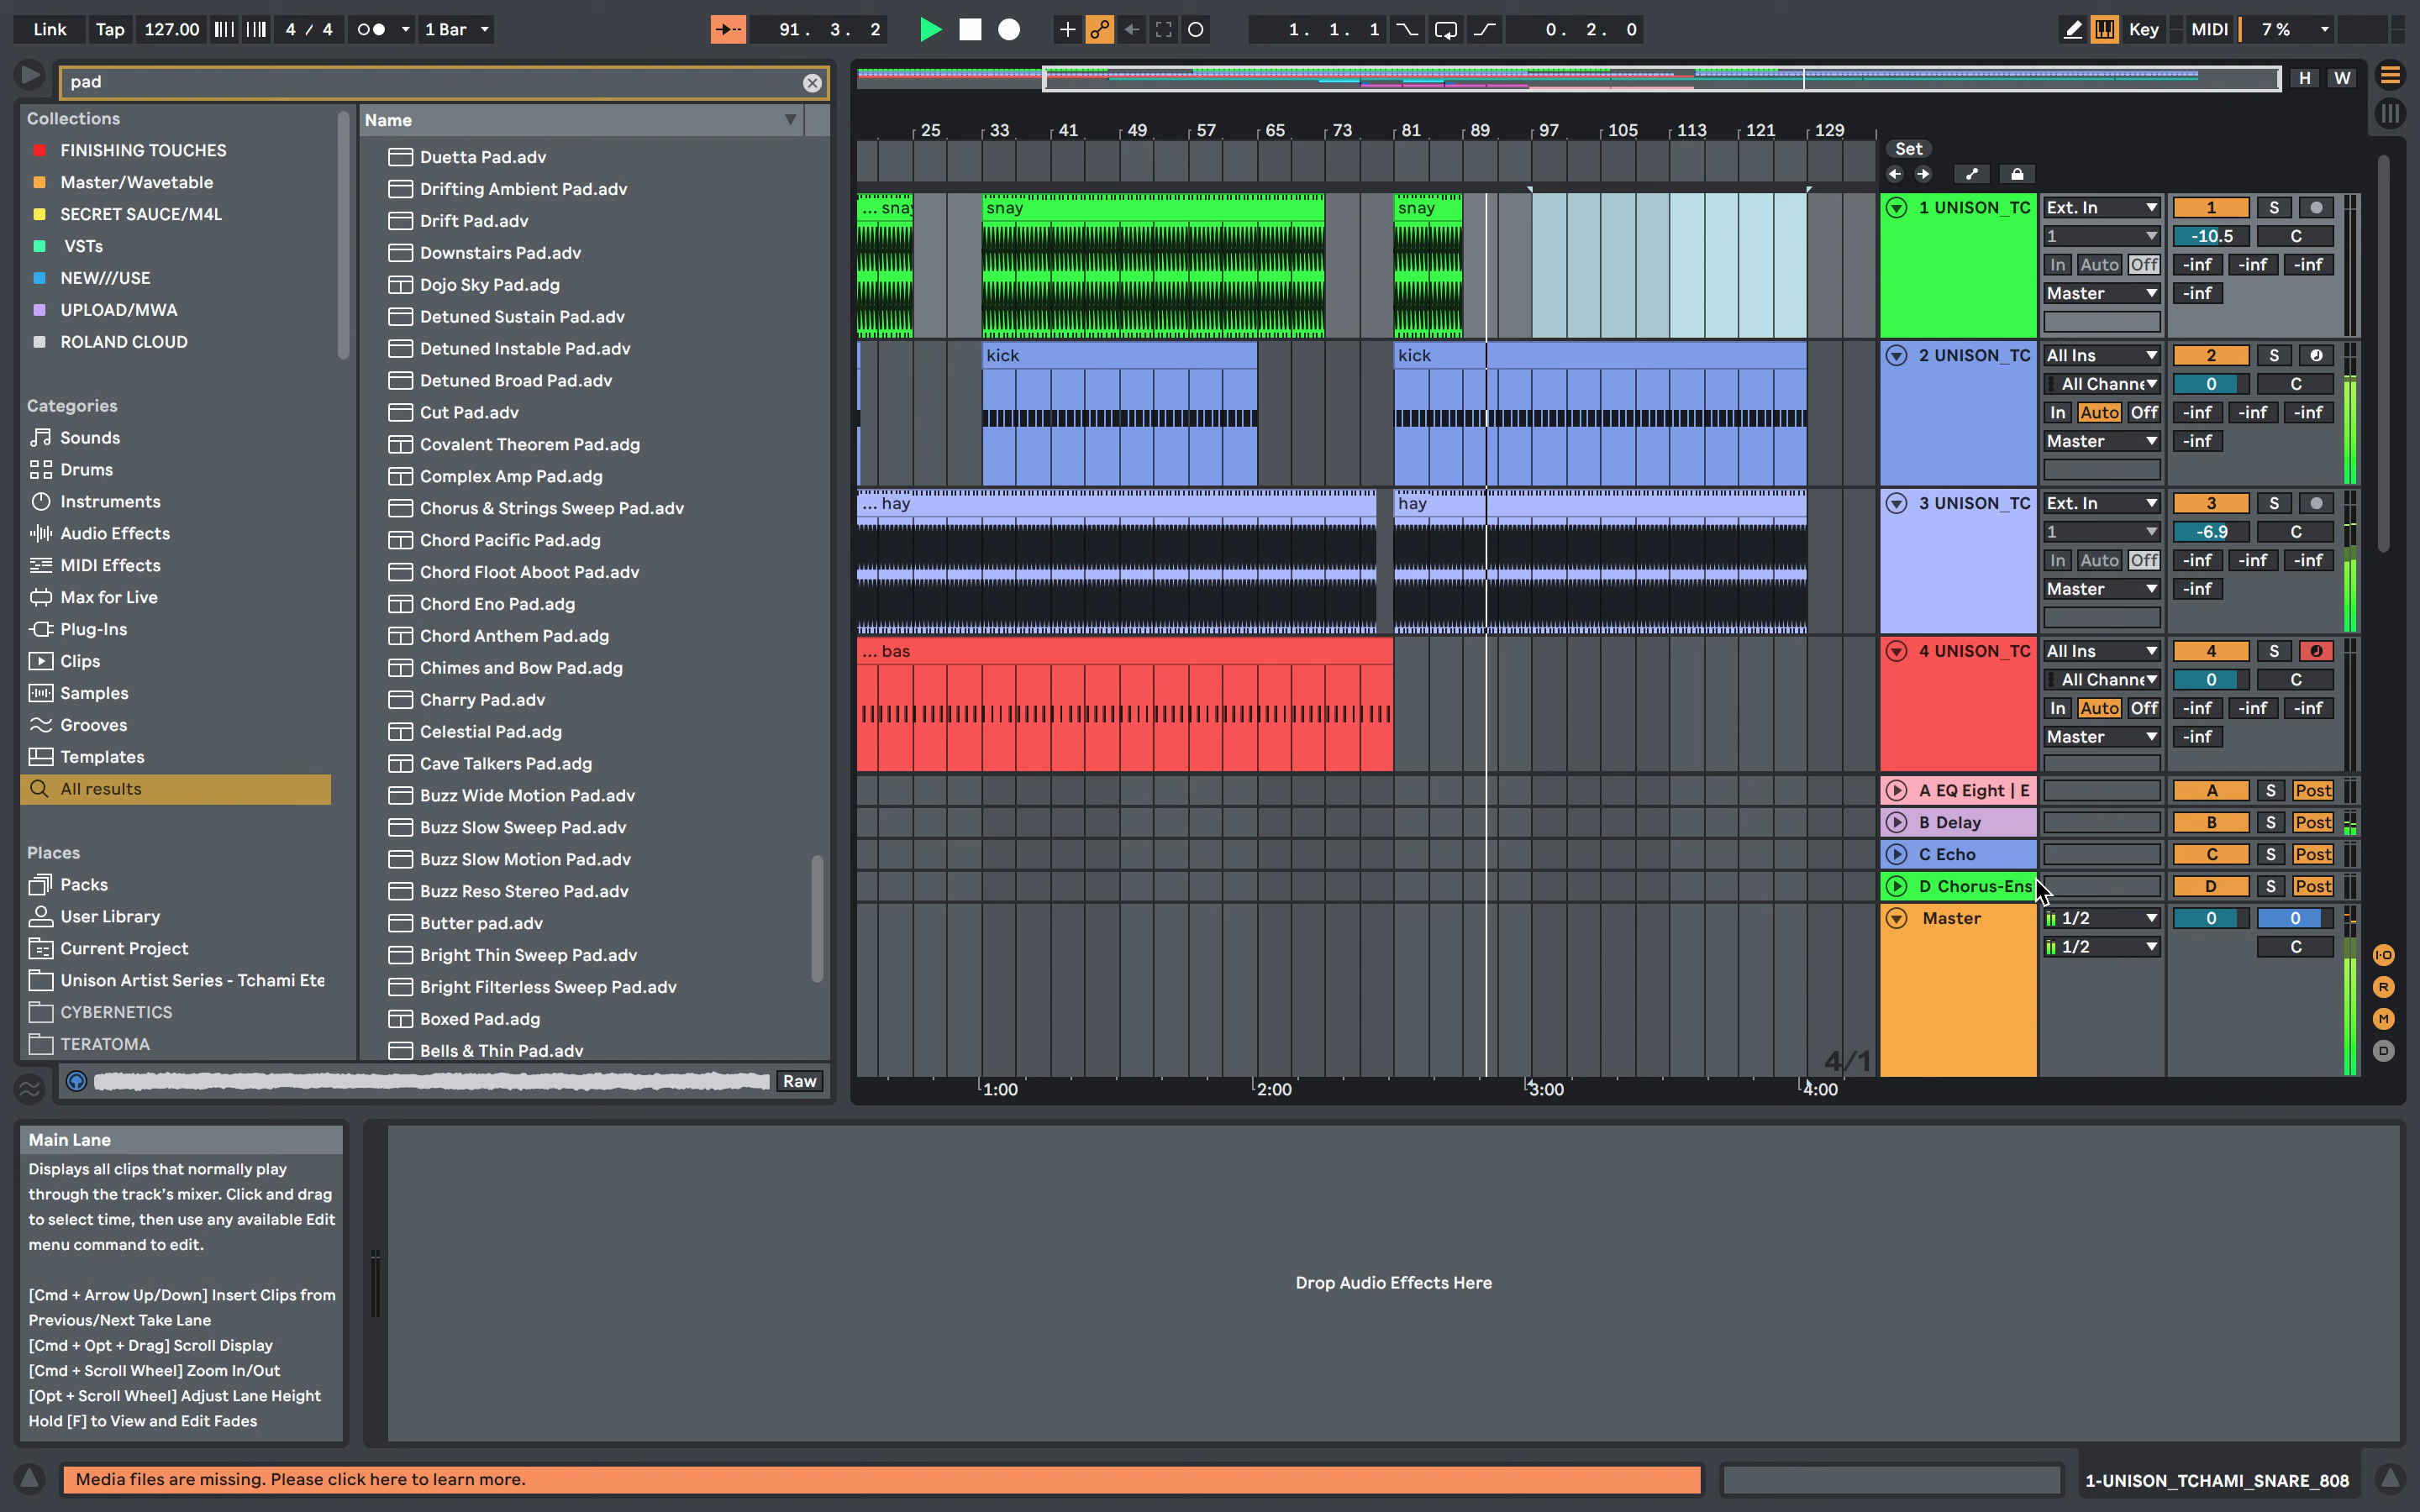 Link Tap 127.00 4 / 4 1 Bar 91. 3. 2 1. 1. 1 0. 2. 0 Key MIDI 7 %
pad
H W
Collections
FINISHING TOUCHES
Master/Wavetable
SECRET SAUCE/M4L
VSTs
NEW///USE
UPLOAD/MWA
ROLAND CLOUD
Categories
Sounds
Drums
Instruments
Audio Effects
MIDI Effects
Max for Live
Plug-Ins
Clips
Samples
Grooves
Templates
All results
Places
Packs
User Library
Current Project
Unison Artist Series - Tchami Ete
CYBERNETICS
TERATOMA
Name
Duetta Pad.adv
Drifting Ambient Pad.adv
Drift Pad.adv
Downstairs Pad.adv
Dojo Sky Pad.adg
Detuned Sustain Pad.adv
Detuned Instable Pad.adv
Detuned Broad Pad.adv
Cut Pad.adv
Covalent Theorem Pad.adg
Complex Amp Pad.adg
Chorus & Strings Sweep Pad.adv
Chord Pacific Pad.adg
Chord Floot Aboot Pad.adv
Chord Eno Pad.adg
Chord Anthem Pad.adg
Chimes and Bow Pad.adg
Charry Pad.adv
Celestial Pad.adg
Cave Talkers Pad.adg
Buzz Wide Motion Pad.adv
Buzz Slow Sweep Pad.adv
Buzz Slow Motion Pad.adv
Buzz Reso Stereo Pad.adv
Butter pad.adv
Bright Thin Sweep Pad.adv
Bright Filterless Sweep Pad.adv
Boxed Pad.adg
Bells & Thin Pad.adv
Raw
25 33 41 49 57 65 73 81 89 97 105 113 121 129
Set
... snay snay snay
1 UNISON_TC Ext. In 1 S
1 -10.5 C
In Auto Off -inf -inf -inf
Master -inf
kick kick
2 UNISON_TC All Ins 2 S
All Channe 0 C
In Auto Off -inf -inf -inf
Master -inf
... hay hay
3 UNISON_TC Ext. In 3 S
1 -6.9 C
In Auto Off -inf -inf -inf
Master -inf
... bas
4 UNISON_TC All Ins 4 S
All Channe 0 C
In Auto Off -inf -inf -inf
Master -inf
A EQ Eight | E A S Post
B Delay B S Post
C Echo C S Post
D Chorus-Ens D S Post
Master 1/2 0 0
1/2 C
I·O
R
M
D
4/1
1:00 2:00 3:00 4:00
Main Lane
Displays all clips that normally play
through the track's mixer. Click and drag
to select time, then use any available Edit
menu command to edit.
[Cmd + Arrow Up/Down] Insert Clips from
Previous/Next Take Lane
[Cmd + Opt + Drag] Scroll Display
[Cmd + Scroll Wheel] Zoom In/Out
[Opt + Scroll Wheel] Adjust Lane Height
Hold [F] to View and Edit Fades
Drop Audio Effects Here
Media files are missing. Please click here to learn more.
1-UNISON_TCHAMI_SNARE_808